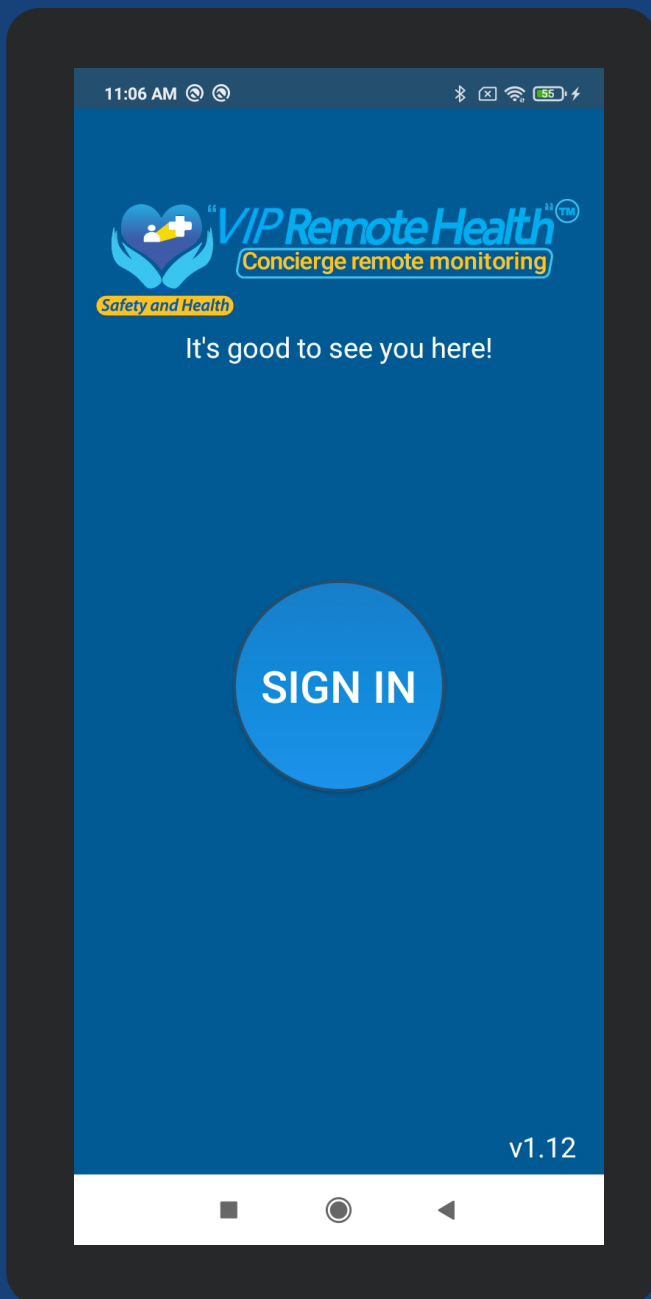 11:06 AM
55
“VIP Remote Health” TM
Concierge remote monitoring
Safety and Health
It's good to see you here!
SIGN IN
v1.12